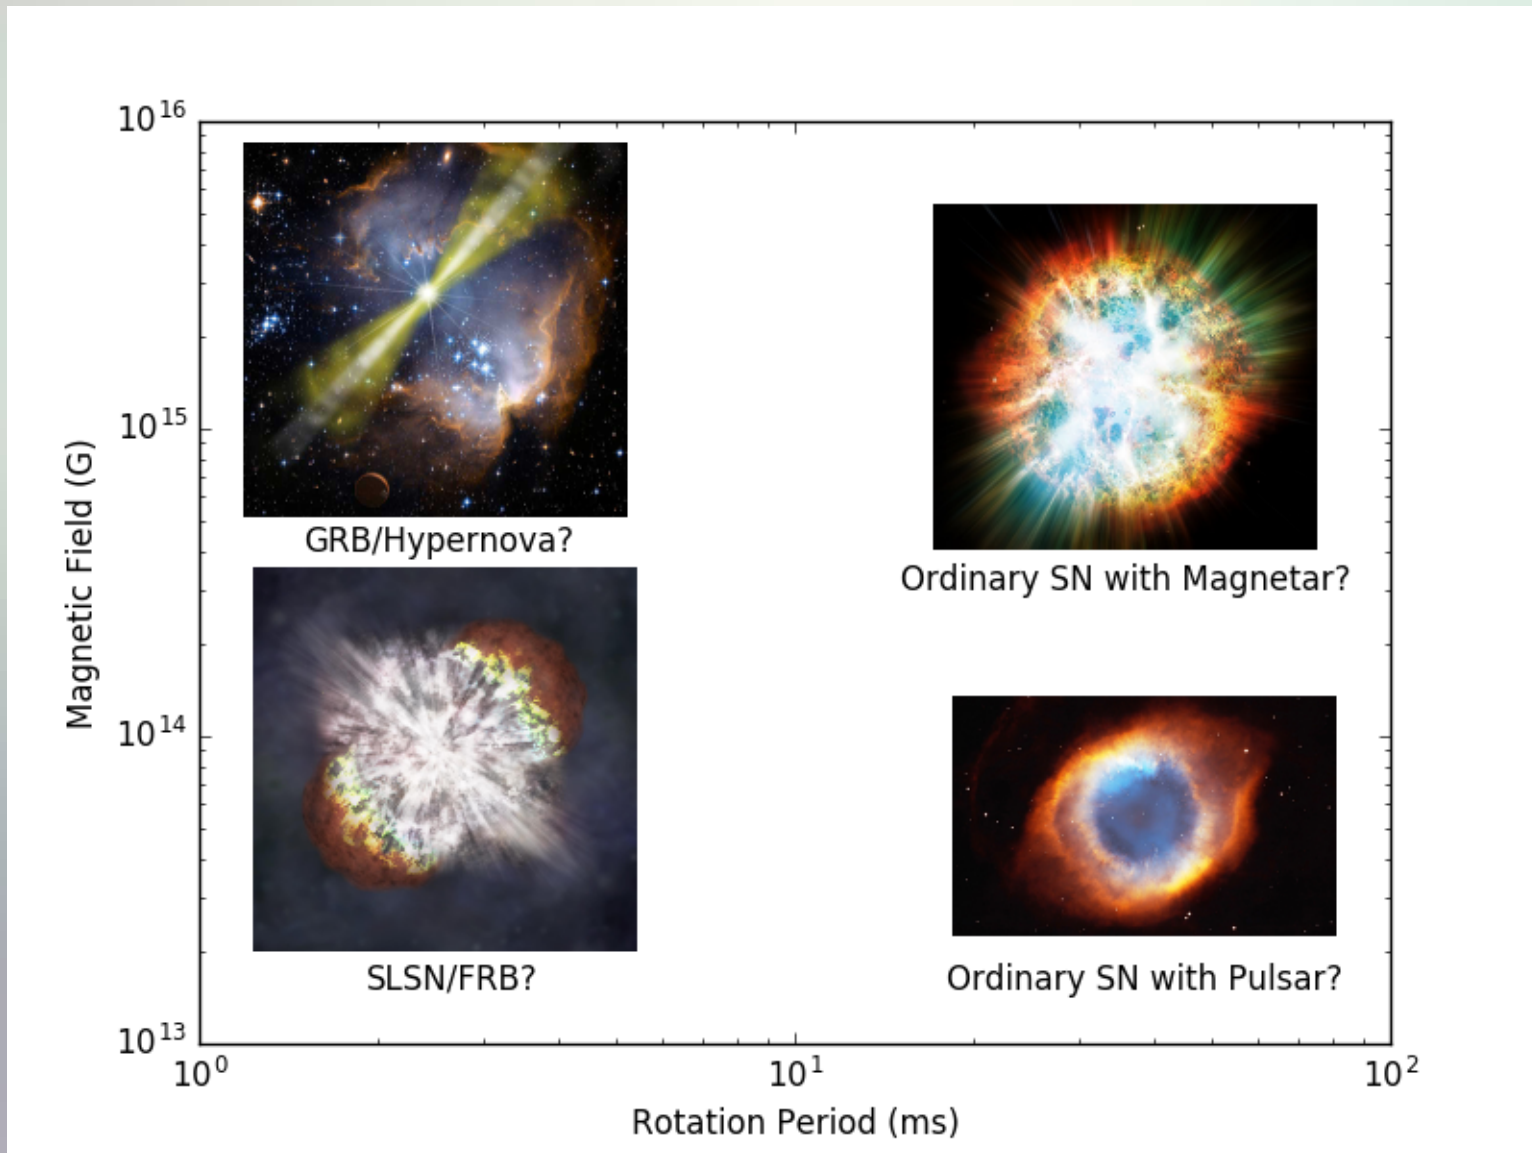 10^16
GRB/Hypernova?
Ordinary SN with Magnetar?
10^15
Magnetic Field (G)
10^14
SLSN/FRB?
Ordinary SN with Pulsar?
10^13
10^0
10^1
10^2
Rotation Period (ms)